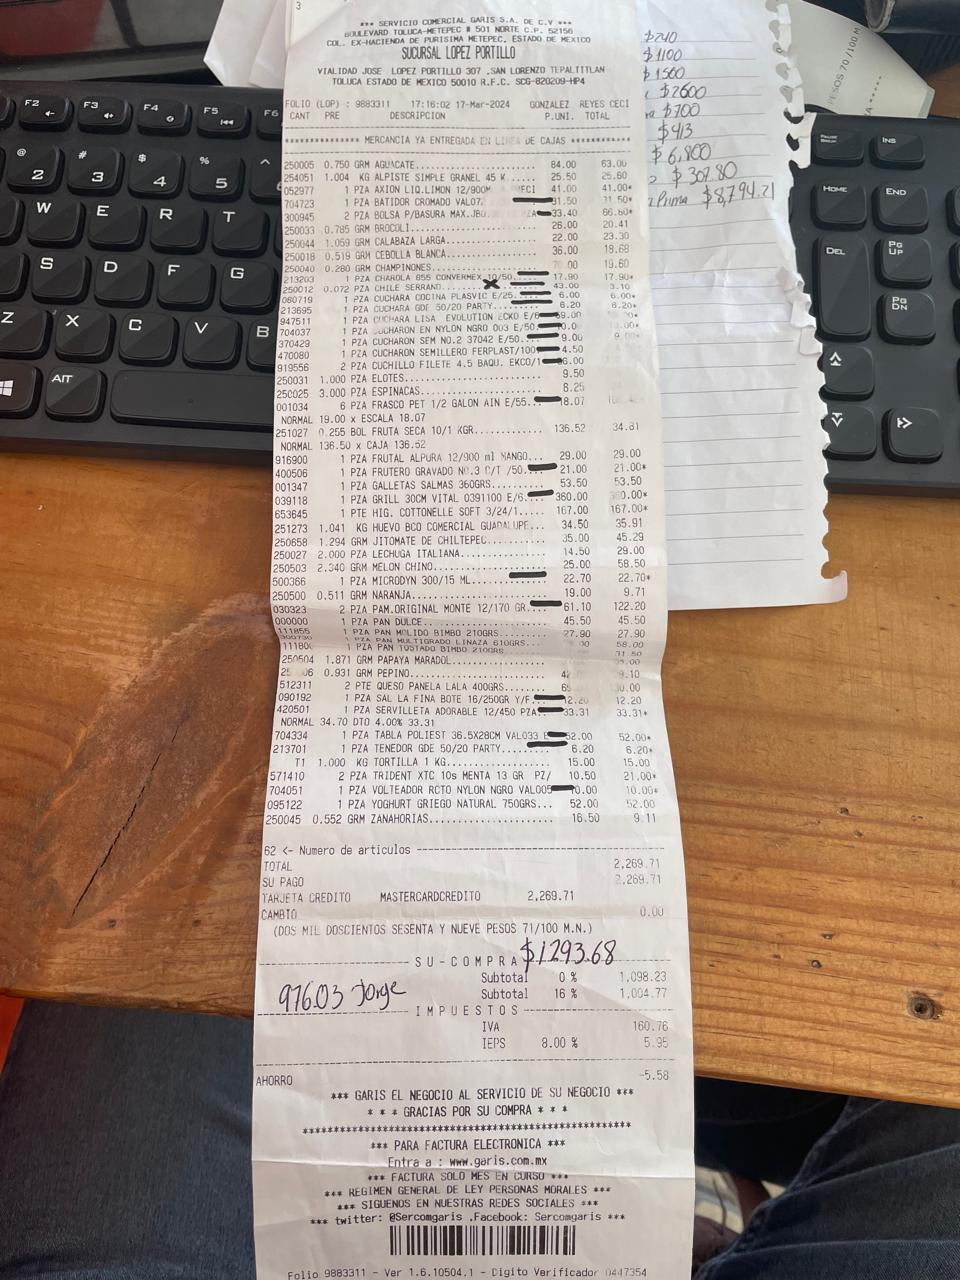 3
*** SERVICIO COMERCIAL GARIS S.A. DE C.V ***
BOULEVARD TOLUCA-METEPEC # 501 NORTE C.P. 52156
COL. EX-HACIENDA DE PURISIMA METEPEC, ESTADO DE MEXICO
SUCURSAL LOPEZ PORTILLO
VIALIDAD JOSE LOPEZ PORTILLO 307 .SAN LORENZO TEPALTITLAN
TOLUCA ESTADO DE MEXICO 50010 R.F.C. SCG-820209-HP4
FOLIO (LOP) : 9883311 17:16:02 17-Mar-2024 GONZALEZ REYES CECI
CANT PRE DESCRIPCION P.UNI. TOTAL
MERCANCIA YA ENTREGADA EN LINEA DE CAJAS
250005 0.750 GRM AGUACATE 84.00 63.00
254051 1.004 KG ALPISTE SIMPLE GRANEL 45 K 25.50 25.60
052977 1 PZA AXION LIQ.LIMON 12/900M 41.00 41.00*
704723 1 PZA BATIDOR CROMADO VAL07 31.50 31.50*
300945 2 PZA BOLSA P/BASURA MAX.JBO 33.40 66.80*
250033 0.785 GRM BROCOLI 26.00 20.41
250044 1.059 GRM CALABAZA LARGA 22.00 23.30
250018 0.519 GRM CEBOLLA BLANCA 36.00 18.68
250040 0.280 GRM CHAMPINONES 19.60
213203 1 PZA CHAROLA 855 CONVERMEX 10/50 17.90 17.90*
250012 0.072 PZA CHILE SERRANO 43.00 3.10
080719 1 PZA CUCHARA COCINA PLASVIC E/25 6.00 6.00*
213695 1 PZA CUCHARA GDE 50/20 PARTY 6.20 6.20*
947511 1 PZA CUCHARA LISA EVOLUTION ECKO E/6
704037 1 PZA CUCHARON EN NYLON NGRO 003 E/50
370429 1 PZA CUCHARON SEM NO.2 37042 E/50 9.00
470080 1 PZA CUCHARON SEMILLERO FERPLAST/100 4.50
919556 2 PZA CUCHILLO FILETE 4.5 BAQU. EKCO/1
250031 1.000 PZA ELOTES 9.50
250025 3.000 PZA ESPINACAS 8.25
001034 6 PZA FRASCO PET 1/2 GALON AIN E/55 18.07
NORMAL 19.00 x ESCALA 18.07
251027 0.255 BOL FRUTA SECA 10/1 KGR 136.52 34.81
NORMAL 136.50 x CAJA 136.52
916900 1 PZA FRUTAL ALPURA 12/900 ml MANGO 29.00 29.00
400506 1 PZA FRUTERO GRAVADO NO.3 C/T /50 21.00 21.00*
001347 1 PZA GALLETAS SALMAS 360GRS 53.50 53.50
039118 1 PZA GRILL 30CM VITAL 0391100 E/6 360.00 360.00*
653645 1 PTE HIG. COTTONELLE SOFT 3/24/1 167.00 167.00*
251273 1.041 KG HUEVO BCO COMERCIAL GUADALUPE 34.50 35.91
250658 1.294 GRM JITOMATE DE CHILTEPEC 35.00 45.29
250027 2.000 PZA LECHUGA ITALIANA 14.50 29.00
250503 2.340 GRM MELON CHINO 25.00 58.50
500366 1 PZA MICRODYN 300/15 ML 22.70 22.70*
250500 0.511 GRM NARANJA 19.00 9.71
030323 2 PZA PAM.ORIGINAL MONTE 12/170 GR 61.10 122.20
000000 1 PZA PAN DULCE 45.50 45.50
111855 1 PZA PAN MOLIDO BIMBO 210GRS 27.90 27.90
1 PZA PAN MULTIGRADO LINAZA 610GRS 58.00
1 PZA PAN TOSTADO BIMBO 210GRS 31.50
250504 1.871 GRM PAPAYA MARADOL
0.931 GRM PEPINO
512311 2 PTE QUESO PANELA LALA 400GRS
090192 1 PZA SAL LA FINA BOTE 16/250GR Y/F 12.20 12.20
420501 1 PZA SERVILLETA ADORABLE 12/450 PZA 33.31 33.31*
NORMAL 34.70 DTO 4.00% 33.31
704334 1 PZA TABLA POLIEST 36.5X28CM VAL033 52.00 52.00*
213701 1 PZA TENEDOR GDE 50/20 PARTY 6.20 6.20*
T1 1.000 KG TORTILLA 1 KG 15.00 15.00
571410 2 PZA TRIDENT XTC 10s MENTA 13 GR PZ/ 10.50 21.00*
704051 1 PZA VOLTEADOR RCTO NYLON NGRO VAL005 10.00 10.00*
095122 1 PZA YOGHURT GRIEGO NATURAL 750GRS 52.00 52.00
250045 0.552 GRM ZANAHORIAS 16.50 9.11
62 <- Numero de articulos
TOTAL 2,269.71
SU PAGO 2,269.71
TARJETA CREDITO MASTERCARDCREDITO 2,269.71
CAMBIO 0.00
(DOS MIL DOSCIENTOS SESENTA Y NUEVE PESOS 71/100 M.N.)
SU-COMPRA $1293.68
Subtotal 0 % 1,098.23
976.03 Jorge Subtotal 16 % 1,004.77
IMPUESTOS
IVA 160.76
IEPS 8.00 % 5.95
AHORRO -5.58
*** GARIS EL NEGOCIO AL SERVICIO DE SU NEGOCIO ***
* * * GRACIAS POR SU COMPRA * * *
*** PARA FACTURA ELECTRONICA ***
Entra a : www.garis.com.mx
*** FACTURA SOLO MES EN CURSO ***
*** REGIMEN GENERAL DE LEY PERSONAS MORALES ***
*** SIGUENOS EN NUESTRAS REDES SOCIALES ***
*** twitter: @Sercomgaris ,Facebook: Sercomgaris ***
Folio 9883311 - Ver 1.6.10504.1 - Digito Verificador 0447354
$240
$1100
$1500
$2600
$700
$413
$6,800
$307.80
Prima $8,794.21
PESOS 70/100 M
F2
F3
F4
F5
F6
@ 2
# 3
$ 4
% 5
W
E
R
T
S
D
F
G
Z
X
C
V
B
ALT
INS
HOME
END
DEL
PG UP
PG DN